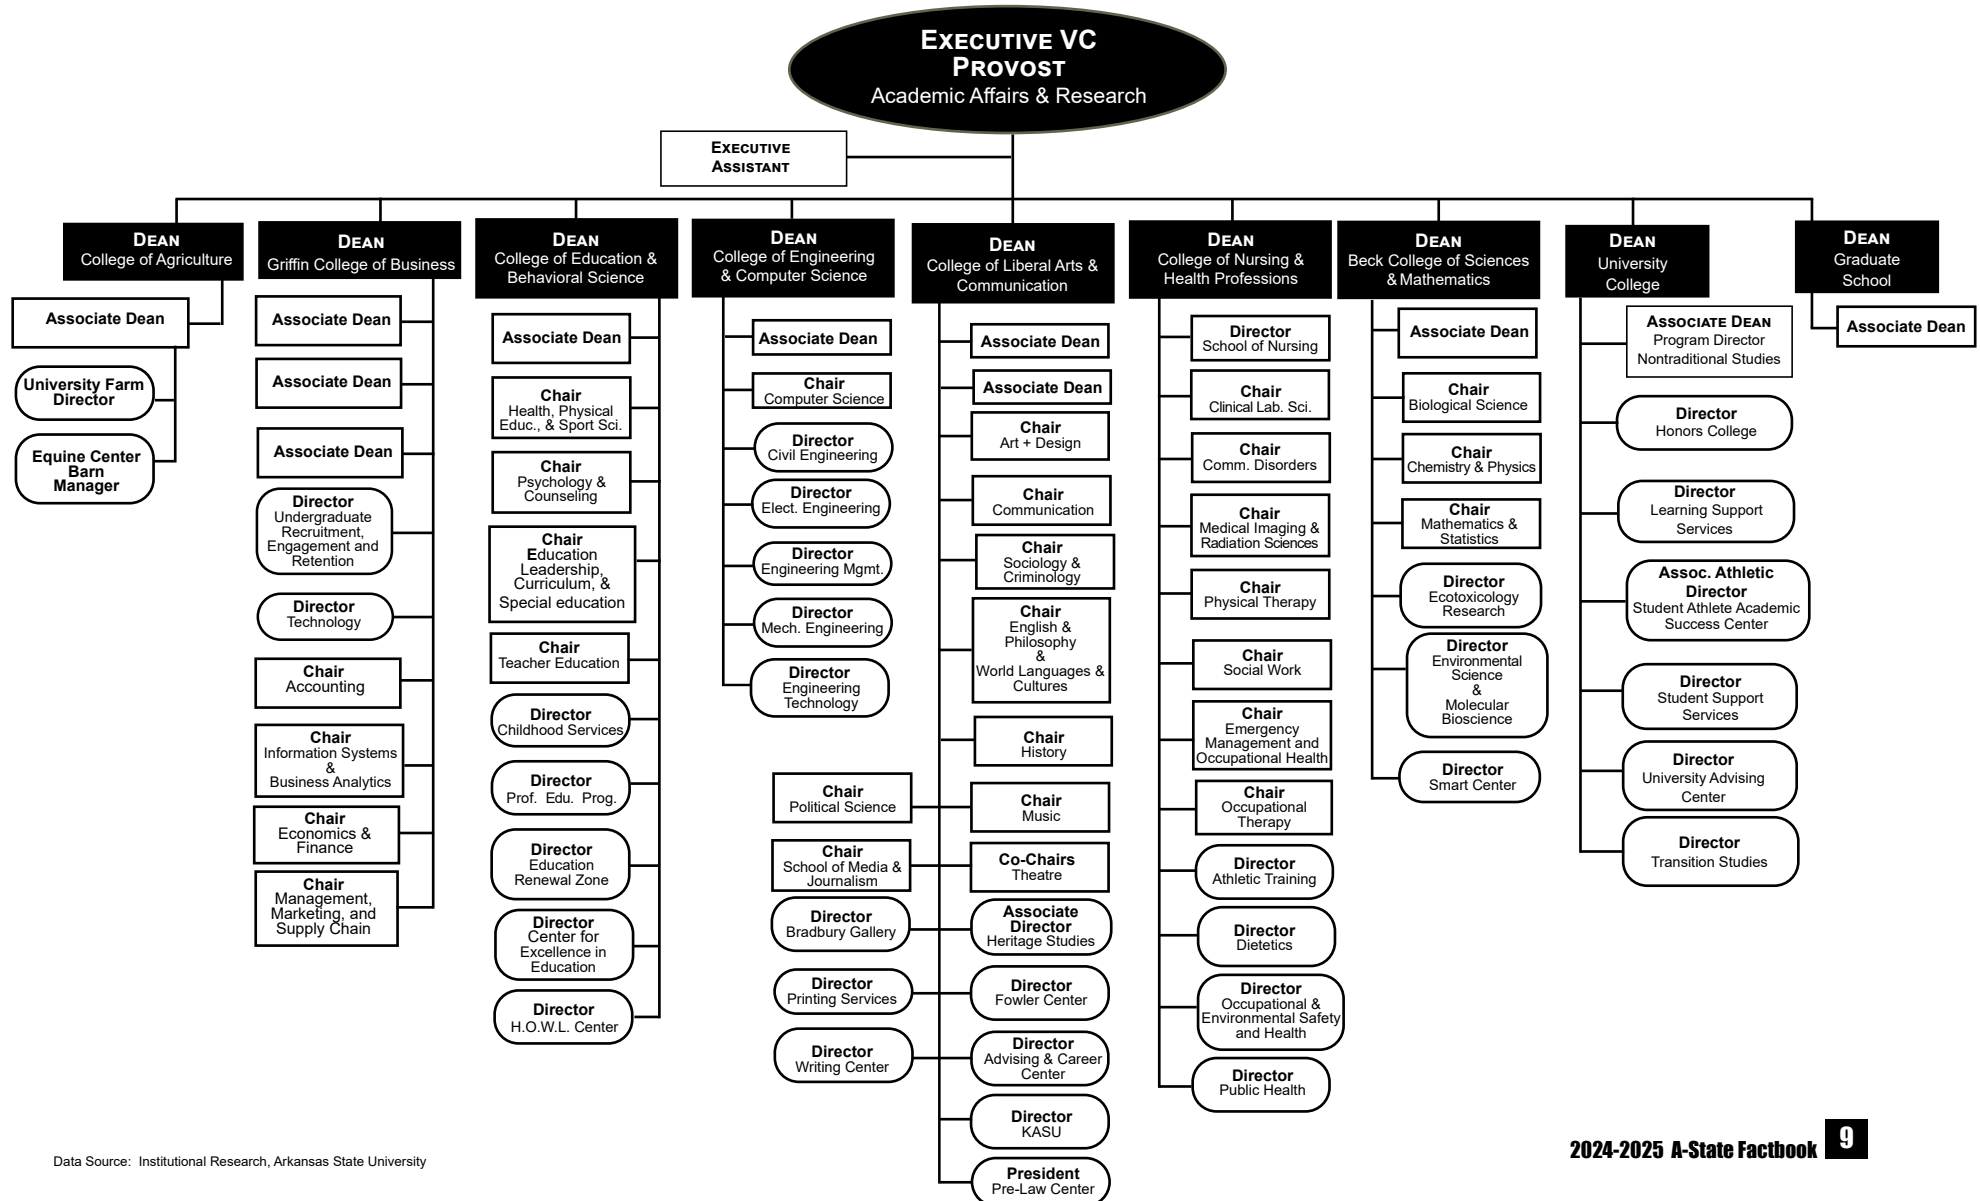 EXECUTIVE VC
PROVOST
Academic Affairs & Research
EXECUTIVE
ASSISTANT
DEAN
College of Agriculture
Associate Dean
University Farm
Director
Equine Center
Barn
Manager
DEAN
Griffin College of Business
Associate Dean
Associate Dean
Associate Dean
Director
Undergraduate
Recruitment,
Engagement and
Retention
Director
Technology
Chair
Accounting
Chair
Information Systems
&
Business Analytics
Chair
Economics &
Finance
Chair
Management,
Marketing, and
Supply Chain
DEAN
College of Education &
Behavioral Science
Associate Dean
Chair
Health, Physical
Educ., & Sport Sci.
Chair
Psychology &
Counseling
Chair
Education
Leadership,
Curriculum, &
Special education
Chair
Teacher Education
Director
Childhood Services
Director
Prof. Edu. Prog.
Director
Education
Renewal Zone
Director
Center for
Excellence in
Education
Director
H.O.W.L. Center
DEAN
College of Engineering
& Computer Science
Associate Dean
Chair
Computer Science
Director
Civil Engineering
Director
Elect. Engineering
Director
Engineering Mgmt.
Director
Mech. Engineering
Director
Engineering
Technology
DEAN
College of Liberal Arts &
Communication
Associate Dean
Associate Dean
Chair
Art + Design
Chair
Communication
Chair
Sociology &
Criminology
Chair
English &
Philosophy
&
World Languages &
Cultures
Chair
History
Chair
Political Science
Chair
Music
Chair
School of Media &
Journalism
Co-Chairs
Theatre
Director
Bradbury Gallery
Associate
Director
Heritage Studies
Director
Printing Services
Director
Fowler Center
Director
Writing Center
Director
Advising & Career
Center
Director
KASU
President
Pre-Law Center
DEAN
College of Nursing &
Health Professions
Director
School of Nursing
Chair
Clinical Lab. Sci.
Chair
Comm. Disorders
Chair
Medical Imaging &
Radiation Sciences
Chair
Physical Therapy
Chair
Social Work
Chair
Emergency
Management and
Occupational Health
Chair
Occupational
Therapy
Director
Athletic Training
Director
Dietetics
Director
Occupational &
Environmental Safety
and Health
Director
Public Health
DEAN
Beck College of Sciences
& Mathematics
Associate Dean
Chair
Biological Science
Chair
Chemistry & Physics
Chair
Mathematics &
Statistics
Director
Ecotoxicology
Research
Director
Environmental
Science
&
Molecular
Bioscience
Director
Smart Center
DEAN
University
College
ASSOCIATE DEAN
Program Director
Nontraditional Studies
Director
Honors College
Director
Learning Support
Services
Assoc. Athletic
Director
Student Athlete Academic
Success Center
Director
Student Support
Services
Director
University Advising
Center
Director
Transition Studies
DEAN
Graduate
School
Associate Dean
Data Source: Institutional Research, Arkansas State University
2024-2025 A-State Factbook 9